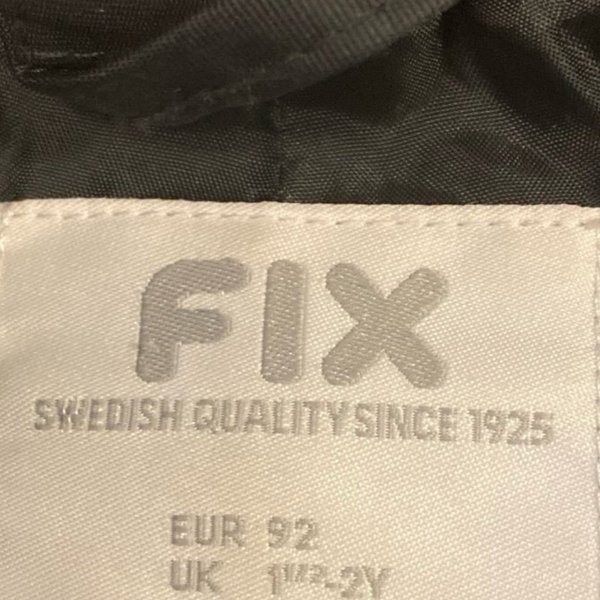 FIX
SWEDISH QUALITY SINCE 1925
EUR 92
UK 1½-2Y